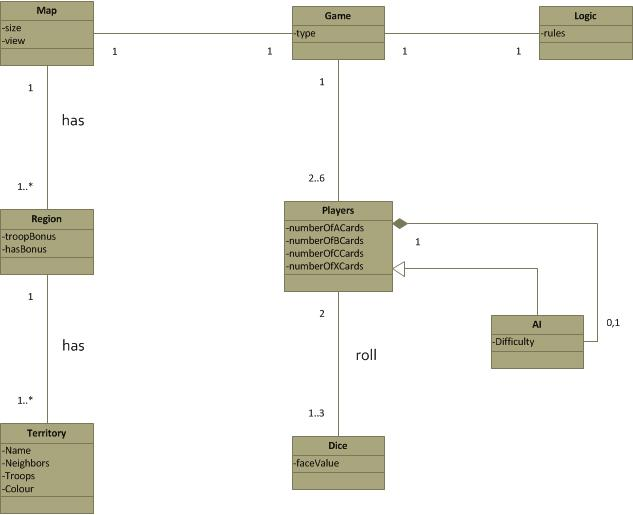 Map
-size
-view
1
1
Game
-type
1
1
Logic
-rules
1
has
1..*
1
2..6
Region
-troopBonus
-hasBonus
Players
-numberOfACards
-numberOfBCards
-numberOfCCards
-numberOfXCards
1
1
has
1..*
2
roll
1..3
AI
-Difficulty
0,1
Territory
-Name
-Neighbors
-Troops
-Colour
Dice
-faceValue